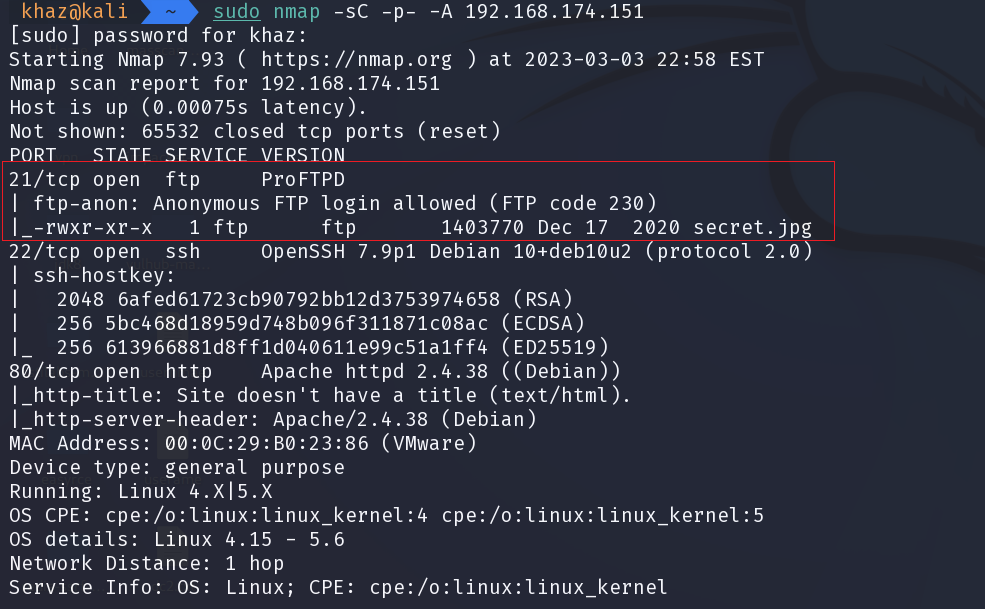 khaz@kali ~ sudo nmap -sC -p- -A 192.168.174.151
[sudo] password for khaz:
Starting Nmap 7.93 ( https://nmap.org ) at 2023-03-03 22:58 EST
Nmap scan report for 192.168.174.151
Host is up (0.00075s latency).
Not shown: 65532 closed tcp ports (reset)
PORT   STATE SERVICE VERSION
21/tcp open  ftp     ProFTPD
| ftp-anon: Anonymous FTP login allowed (FTP code 230)
|_-rwxr-xr-x   1 ftp      ftp       1403770 Dec 17  2020 secret.jpg
22/tcp open  ssh     OpenSSH 7.9p1 Debian 10+deb10u2 (protocol 2.0)
| ssh-hostkey:
|   2048 6afed61723cb90792bb12d3753974658 (RSA)
|   256 5bc468d18959d748b096f311871c08ac (ECDSA)
|_  256 613966881d8ff1d040611e99c51a1ff4 (ED25519)
80/tcp open  http    Apache httpd 2.4.38 ((Debian))
|_http-title: Site doesn't have a title (text/html).
|_http-server-header: Apache/2.4.38 (Debian)
MAC Address: 00:0C:29:B0:23:86 (VMware)
Device type: general purpose
Running: Linux 4.X|5.X
OS CPE: cpe:/o:linux:linux_kernel:4 cpe:/o:linux:linux_kernel:5
OS details: Linux 4.15 - 5.6
Network Distance: 1 hop
Service Info: OS: Linux; CPE: cpe:/o:linux:linux_kernel